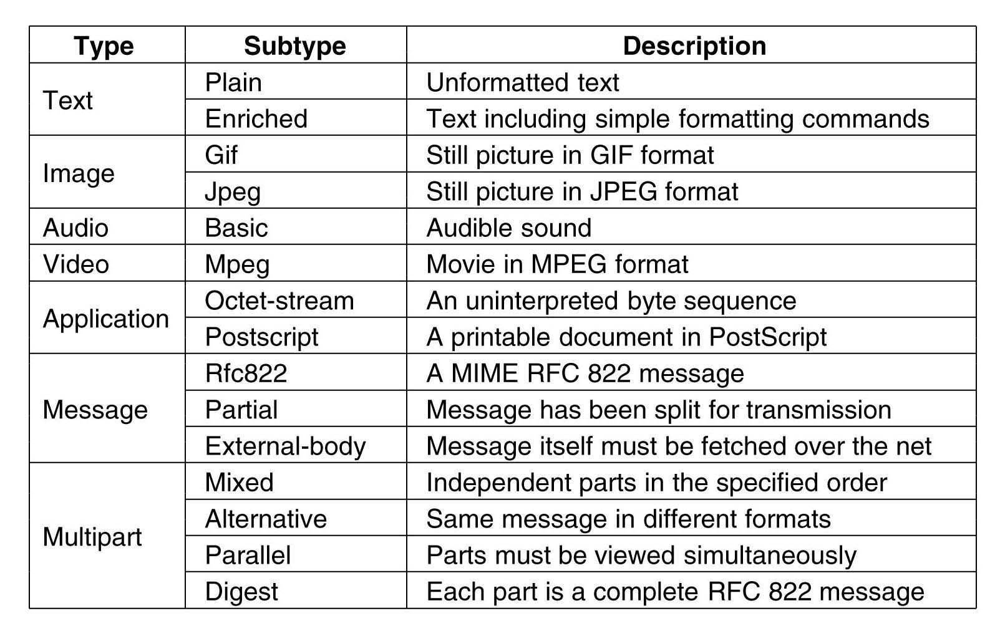 Type Subtype Description
Text Plain Unformatted text
Enriched Text including simple formatting commands
Image Gif Still picture in GIF format
Jpeg Still picture in JPEG format
Audio Basic Audible sound
Video Mpeg Movie in MPEG format
Application Octet-stream An uninterpreted byte sequence
Postscript A printable document in PostScript
Message Rfc822 A MIME RFC 822 message
Partial Message has been split for transmission
External-body Message itself must be fetched over the net
Multipart Mixed Independent parts in the specified order
Alternative Same message in different formats
Parallel Parts must be viewed simultaneously
Digest Each part is a complete RFC 822 message